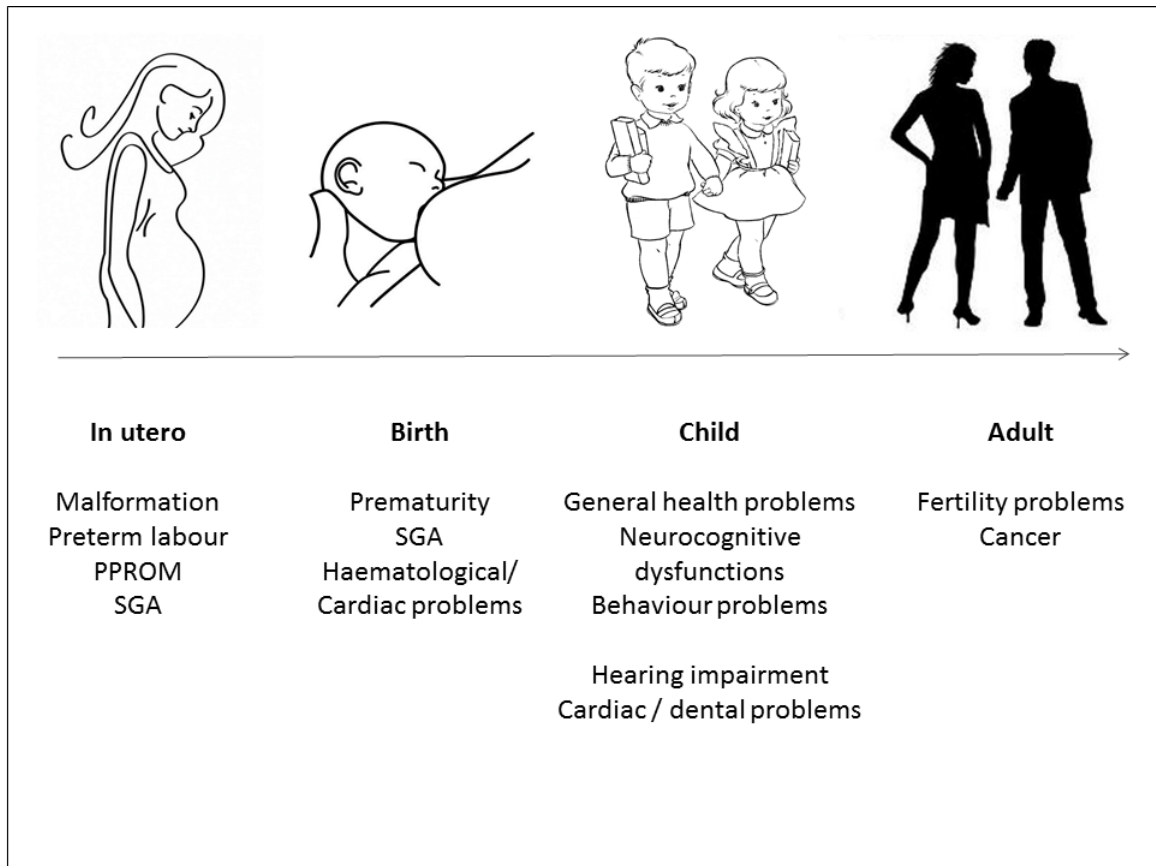 In utero
Malformation
Preterm labour
PPROM
SGA
Birth
Prematurity
SGA
Haematological/
Cardiac problems
Child
General health problems
Neurocognitive
dysfunctions
Behaviour problems
Hearing impairment
Cardiac / dental problems
Adult
Fertility problems
Cancer